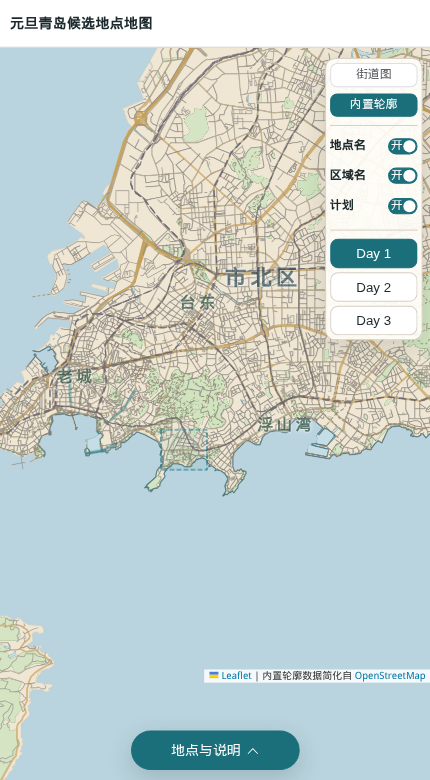 元旦青岛候选地点地图
街道图
内置轮廓
地点名 开
区域名 开
计划 开
Day 1
Day 2
Day 3
市北区
台东
老城
浮山湾
Leaflet | 内置轮廓数据简化自 OpenStreetMap
地点与说明